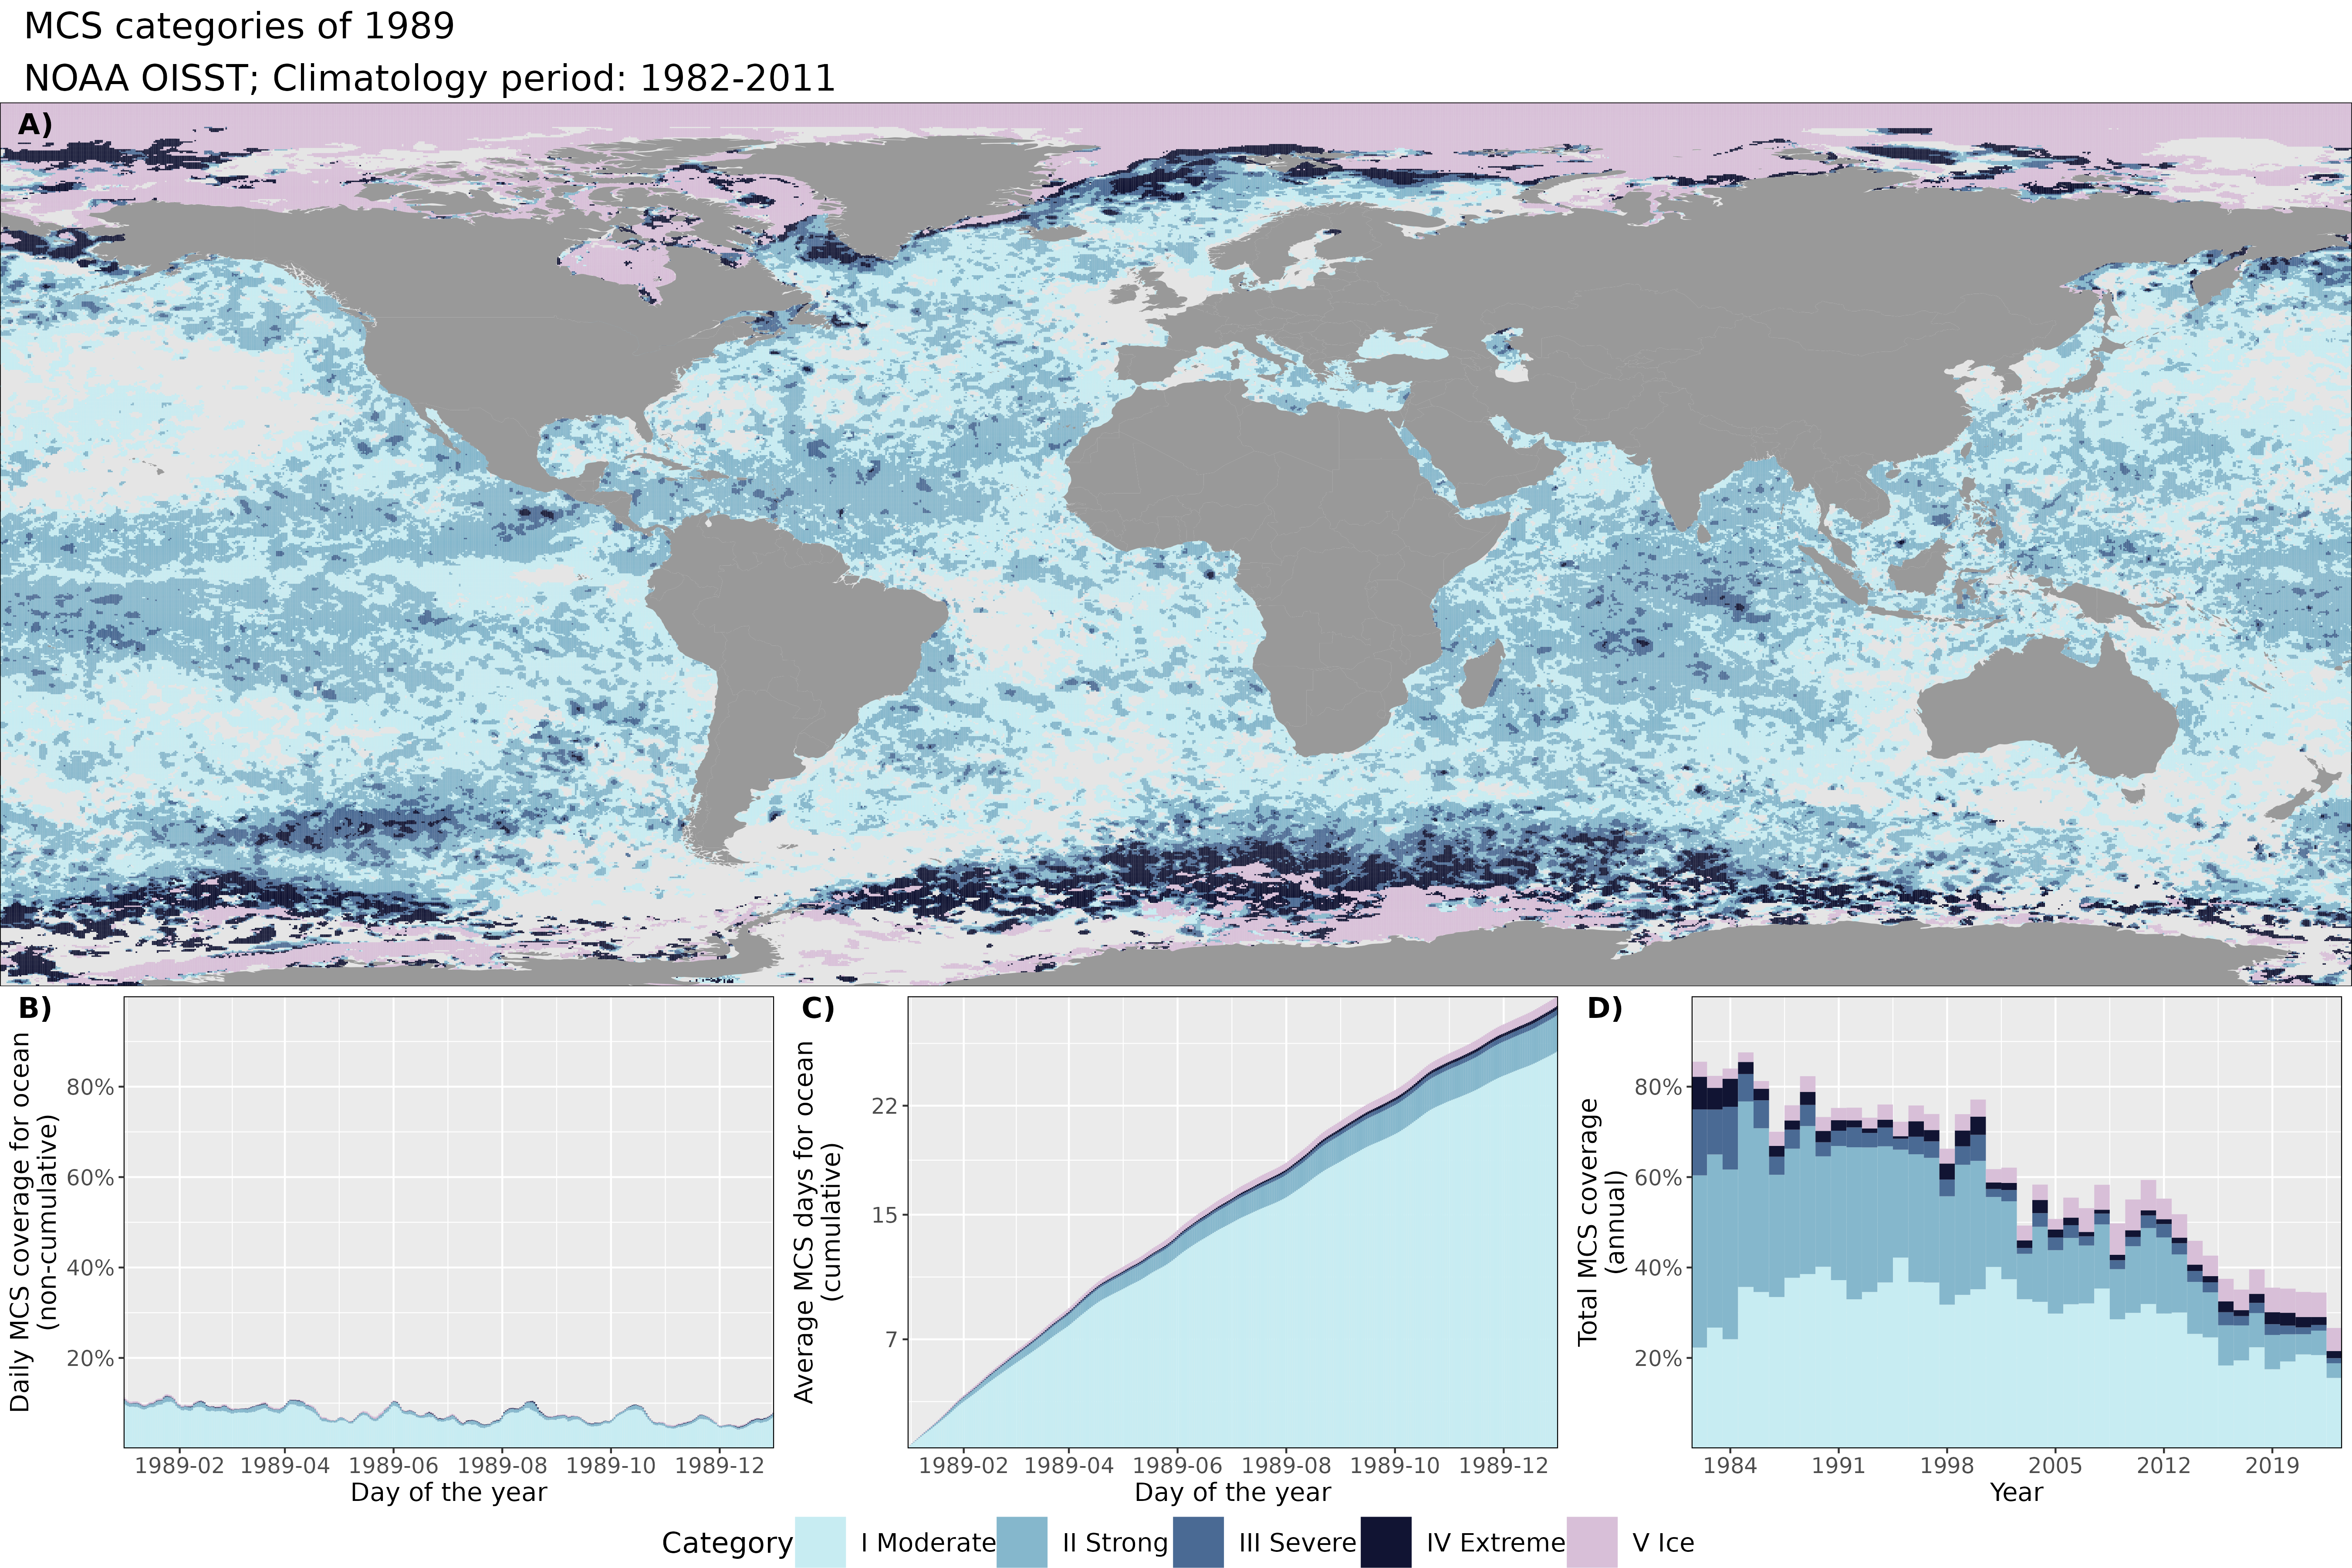 MCS categories of 1989
NOAA OISST; Climatology period: 1982-2011
A)
B)
Daily MCS coverage for ocean
(non-cumulative)
80%
60%
40%
20%
1989-02 1989-04 1989-06 1989-08 1989-10 1989-12
Day of the year
C)
Average MCS days for ocean
(cumulative)
22
15
7
1989-02 1989-04 1989-06 1989-08 1989-10 1989-12
Day of the year
D)
Total MCS coverage
(annual)
80%
60%
40%
20%
1984 1991 1998 2005 2012 2019
Year
Category I Moderate II Strong III Severe IV Extreme V Ice